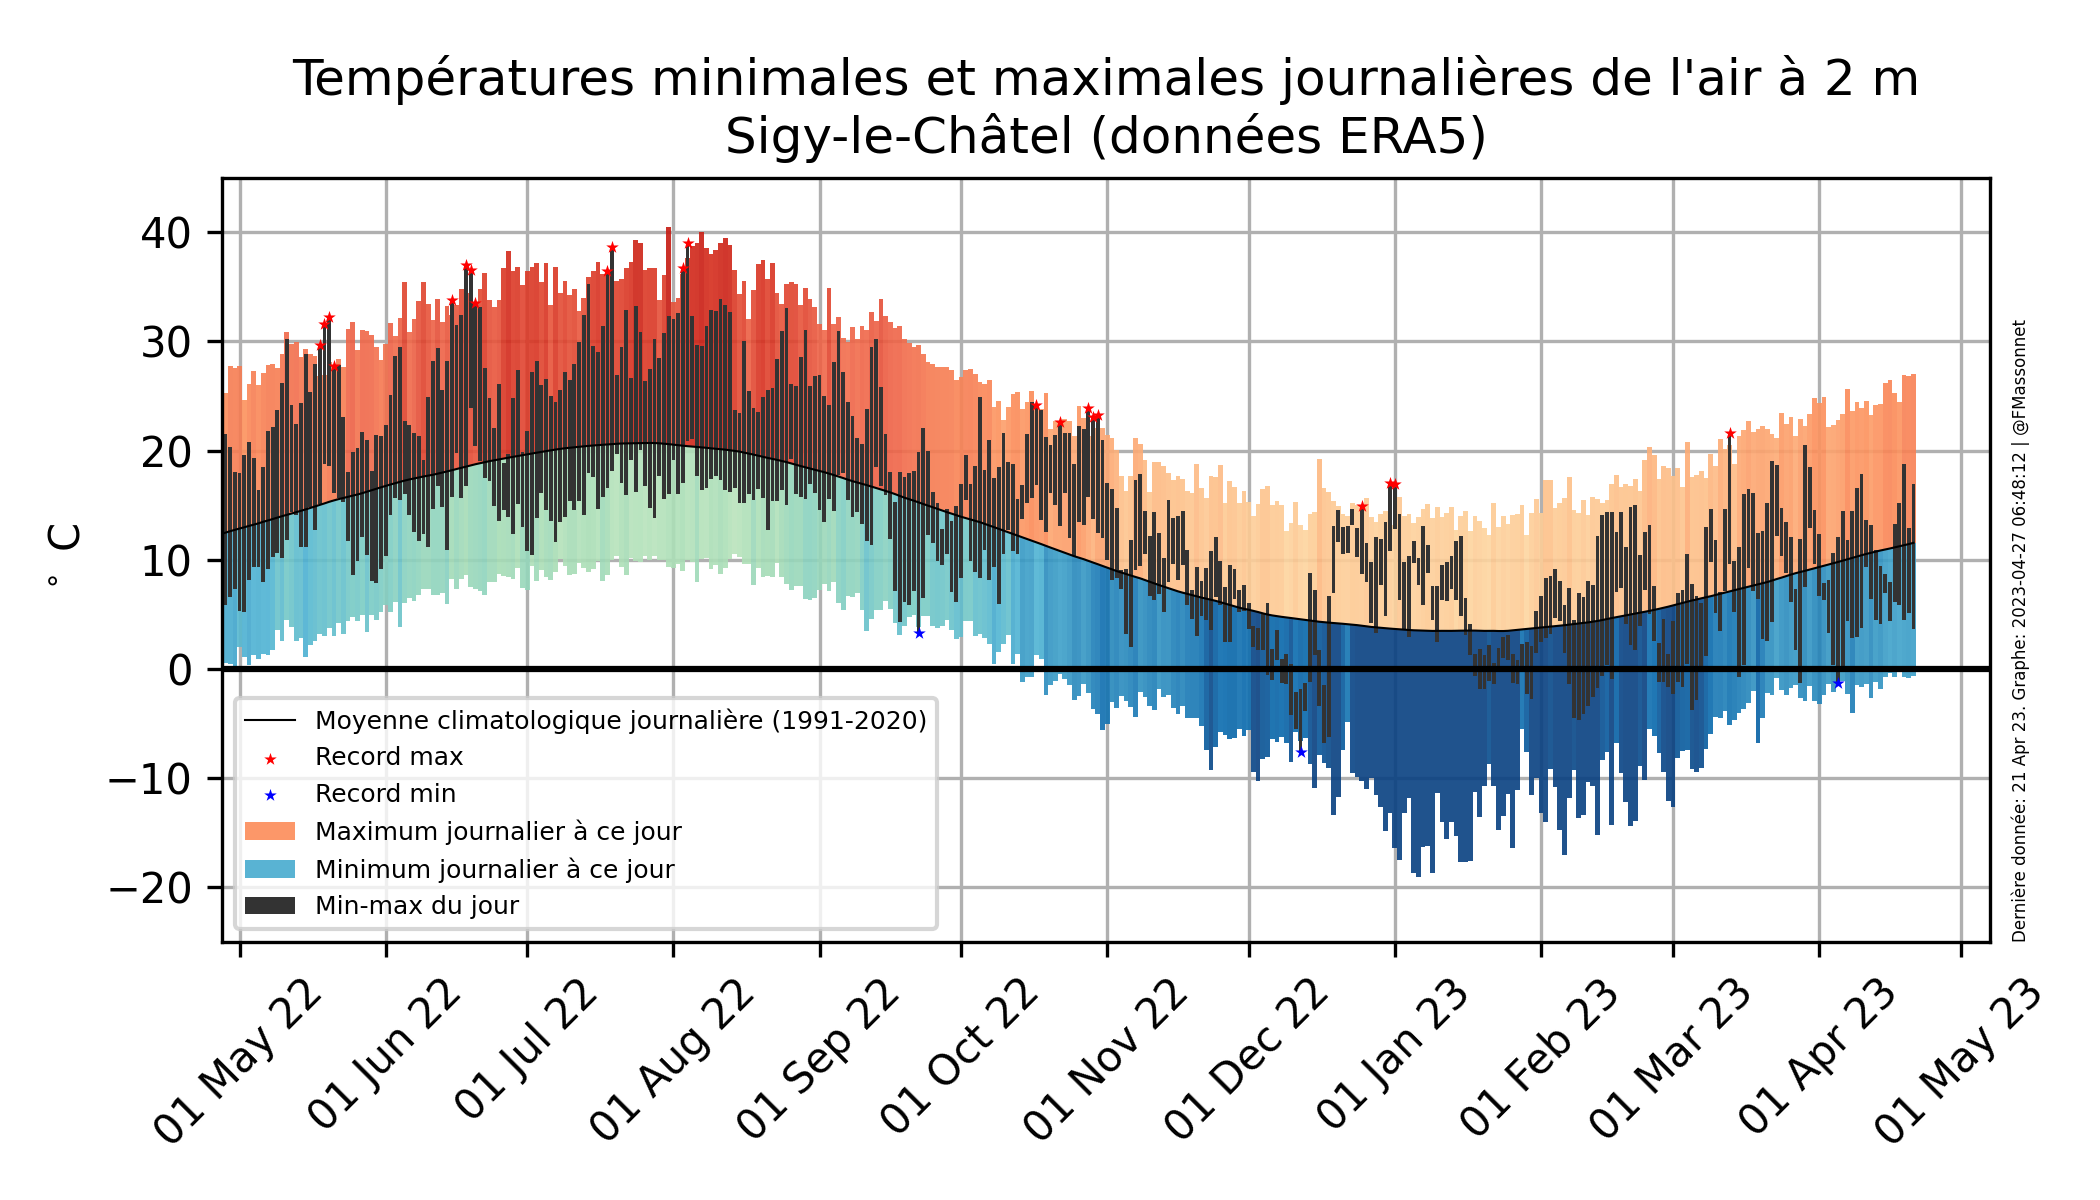 Températures minimales et maximales journalières de l'air à 2 m
Sigy-le-Châtel (données ERA5)
° C
40
30
20
10
0
−10
−20
Moyenne climatologique journalière (1991-2020)
Record max
Record min
Maximum journalier à ce jour
Minimum journalier à ce jour
Min-max du jour
01 May 22
01 Jun 22
01 Jul 22
01 Aug 22
01 Sep 22
01 Oct 22
01 Nov 22
01 Dec 22
01 Jan 23
01 Feb 23
01 Mar 23
01 Apr 23
01 May 23
Dernière donnée: 21 Apr 23. Graphe: 2023-04-27 06:48:12 | @FMassonnet